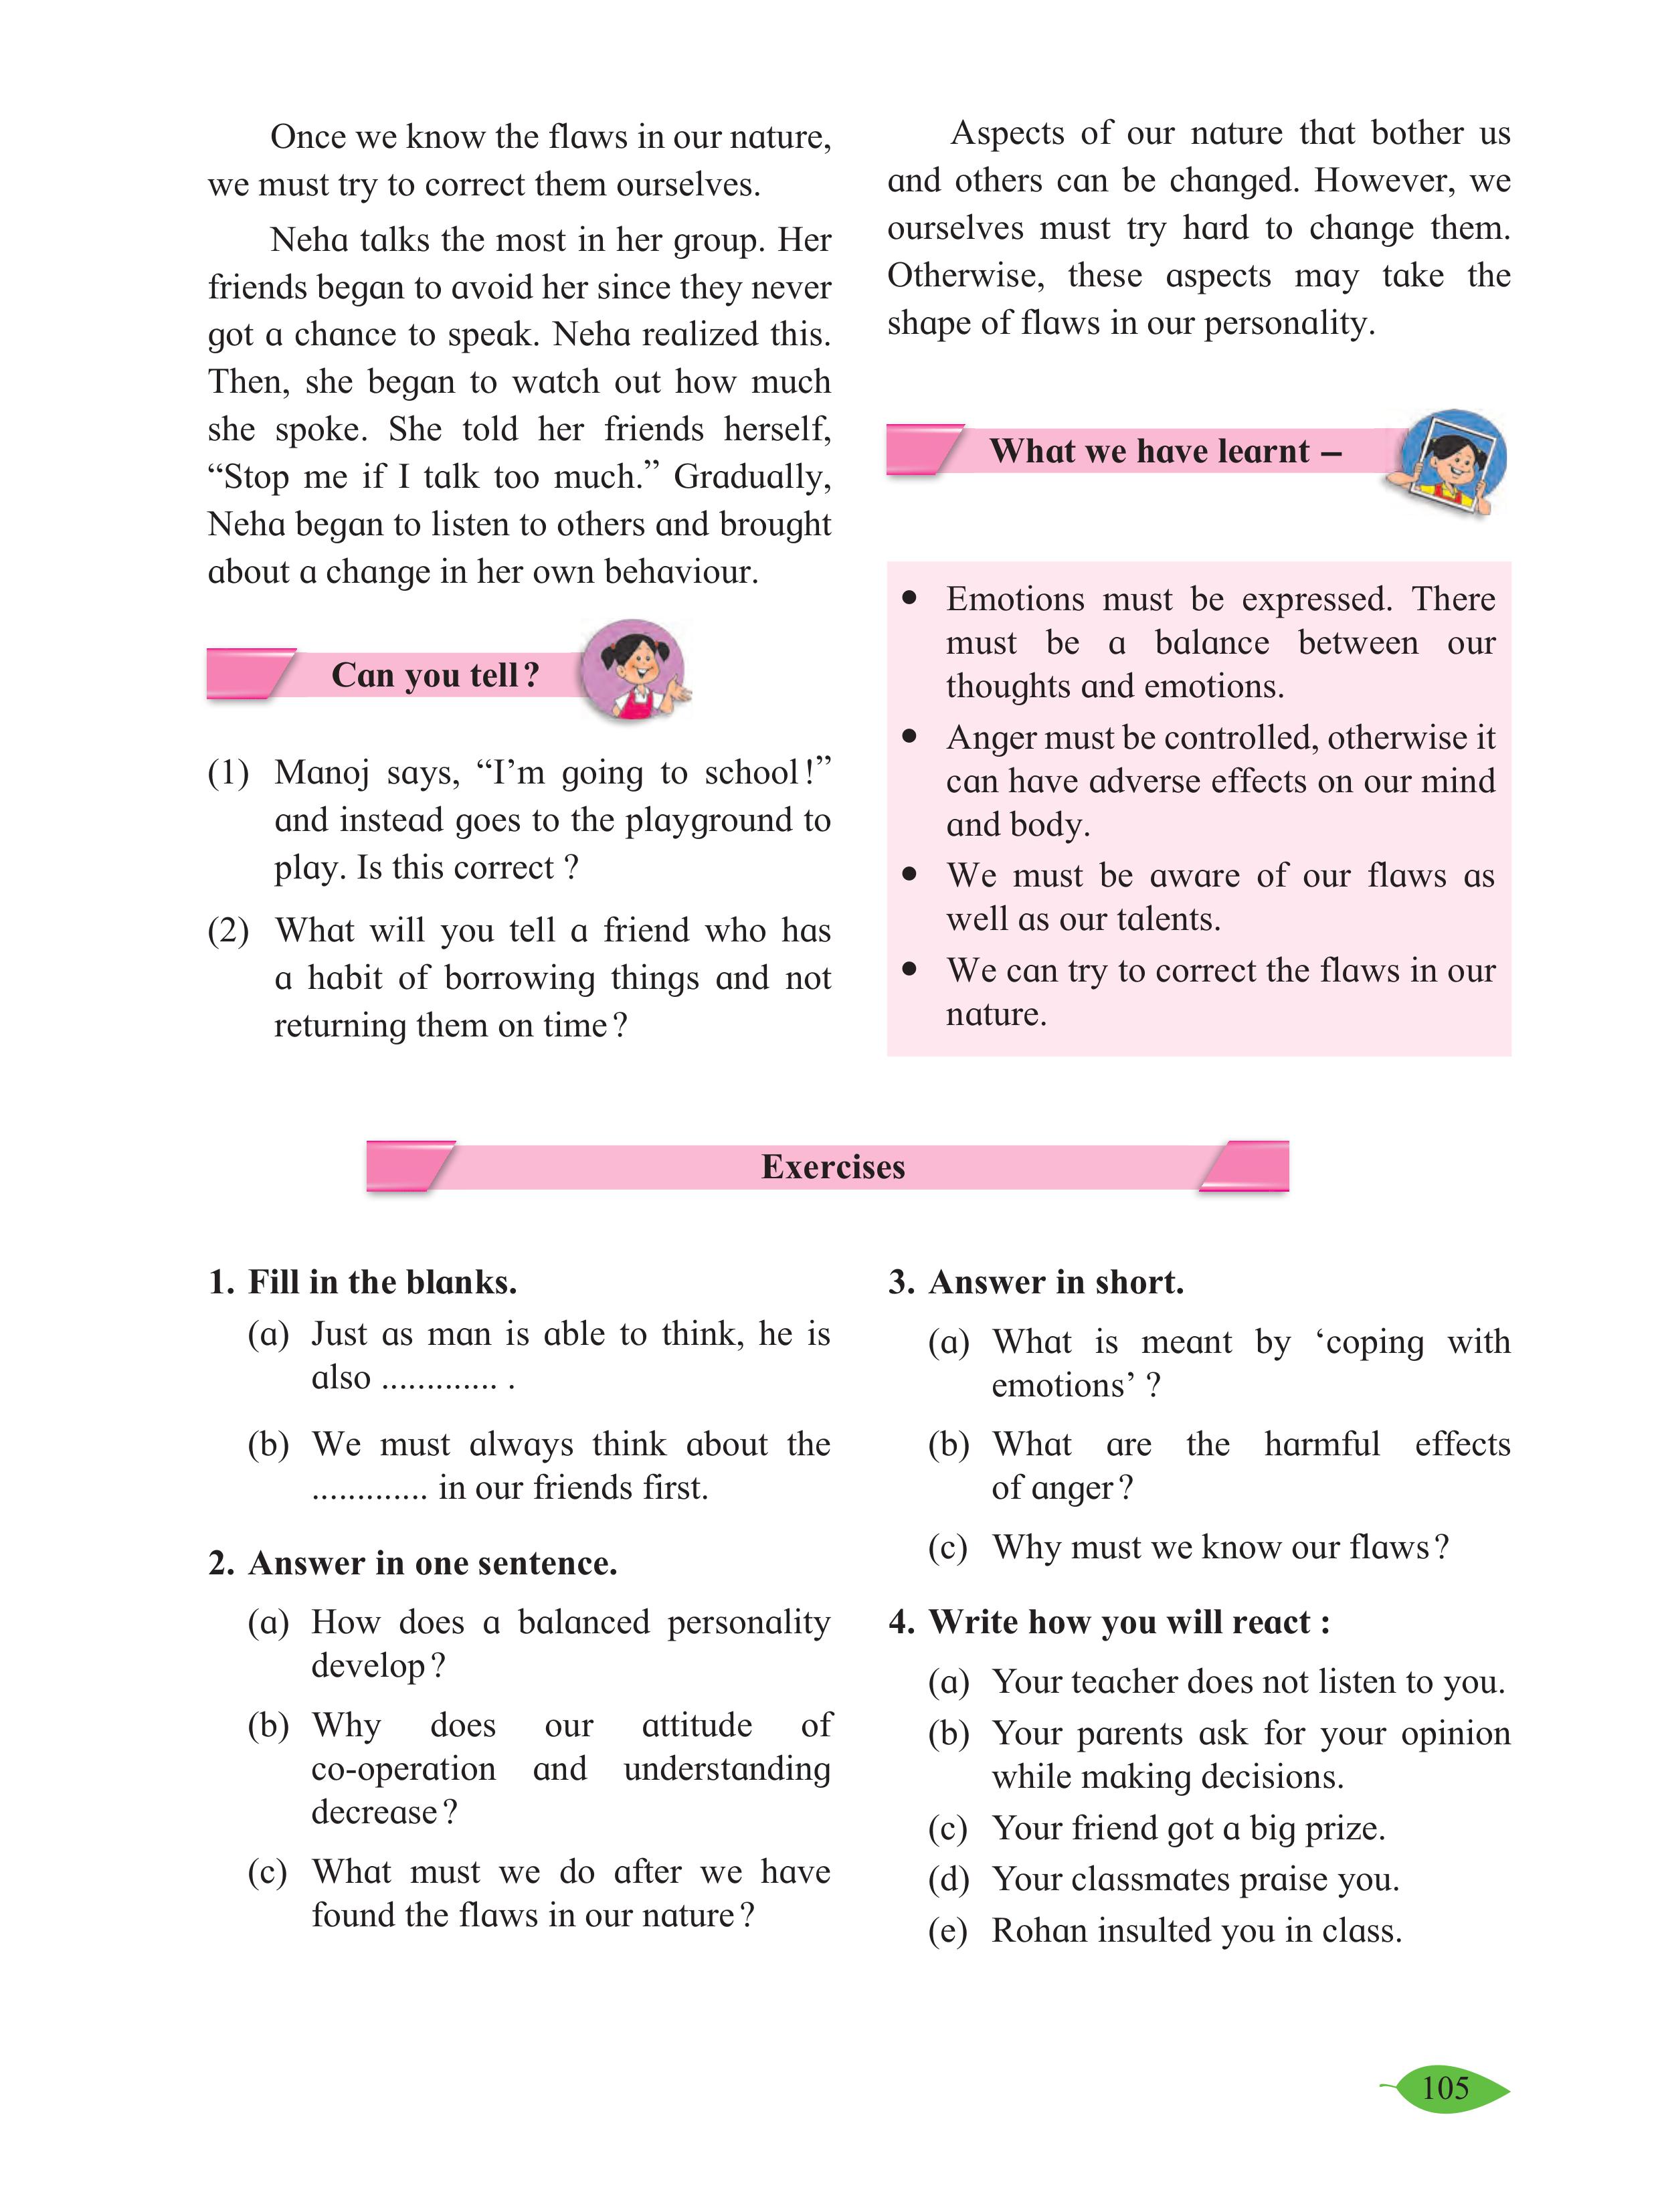 Once we know the flaws in our nature,
we must try to correct them ourselves.
Neha talks the most in her group. Her
friends began to avoid her since they never
got a chance to speak. Neha realized this.
Then, she began to watch out how much
she spoke. She told her friends herself,
“Stop me if I talk too much.” Gradually,
Neha began to listen to others and brought
about a change in her own behaviour.
Can you tell?
(1) Manoj says, “I’m going to school!”
and instead goes to the playground to
play. Is this correct ?
(2) What will you tell a friend who has
a habit of borrowing things and not
returning them on time?
Aspects of our nature that bother us
and others can be changed. However, we
ourselves must try hard to change them.
Otherwise, these aspects may take the
shape of flaws in our personality.
What we have learnt –
• Emotions must be expressed. There
must be a balance between our
thoughts and emotions.
• Anger must be controlled, otherwise it
can have adverse effects on our mind
and body.
• We must be aware of our flaws as
well as our talents.
• We can try to correct the flaws in our
nature.
Exercises
1. Fill in the blanks.
(a) Just as man is able to think, he is
also ............. .
(b) We must always think about the
............. in our friends first.
2. Answer in one sentence.
(a) How does a balanced personality
develop?
(b) Why does our attitude of
co-operation and understanding
decrease?
(c) What must we do after we have
found the flaws in our nature?
3. Answer in short.
(a) What is meant by ‘coping with
emotions’ ?
(b) What are the harmful effects
of anger?
(c) Why must we know our flaws?
4. Write how you will react :
(a) Your teacher does not listen to you.
(b) Your parents ask for your opinion
while making decisions.
(c) Your friend got a big prize.
(d) Your classmates praise you.
(e) Rohan insulted you in class.
105